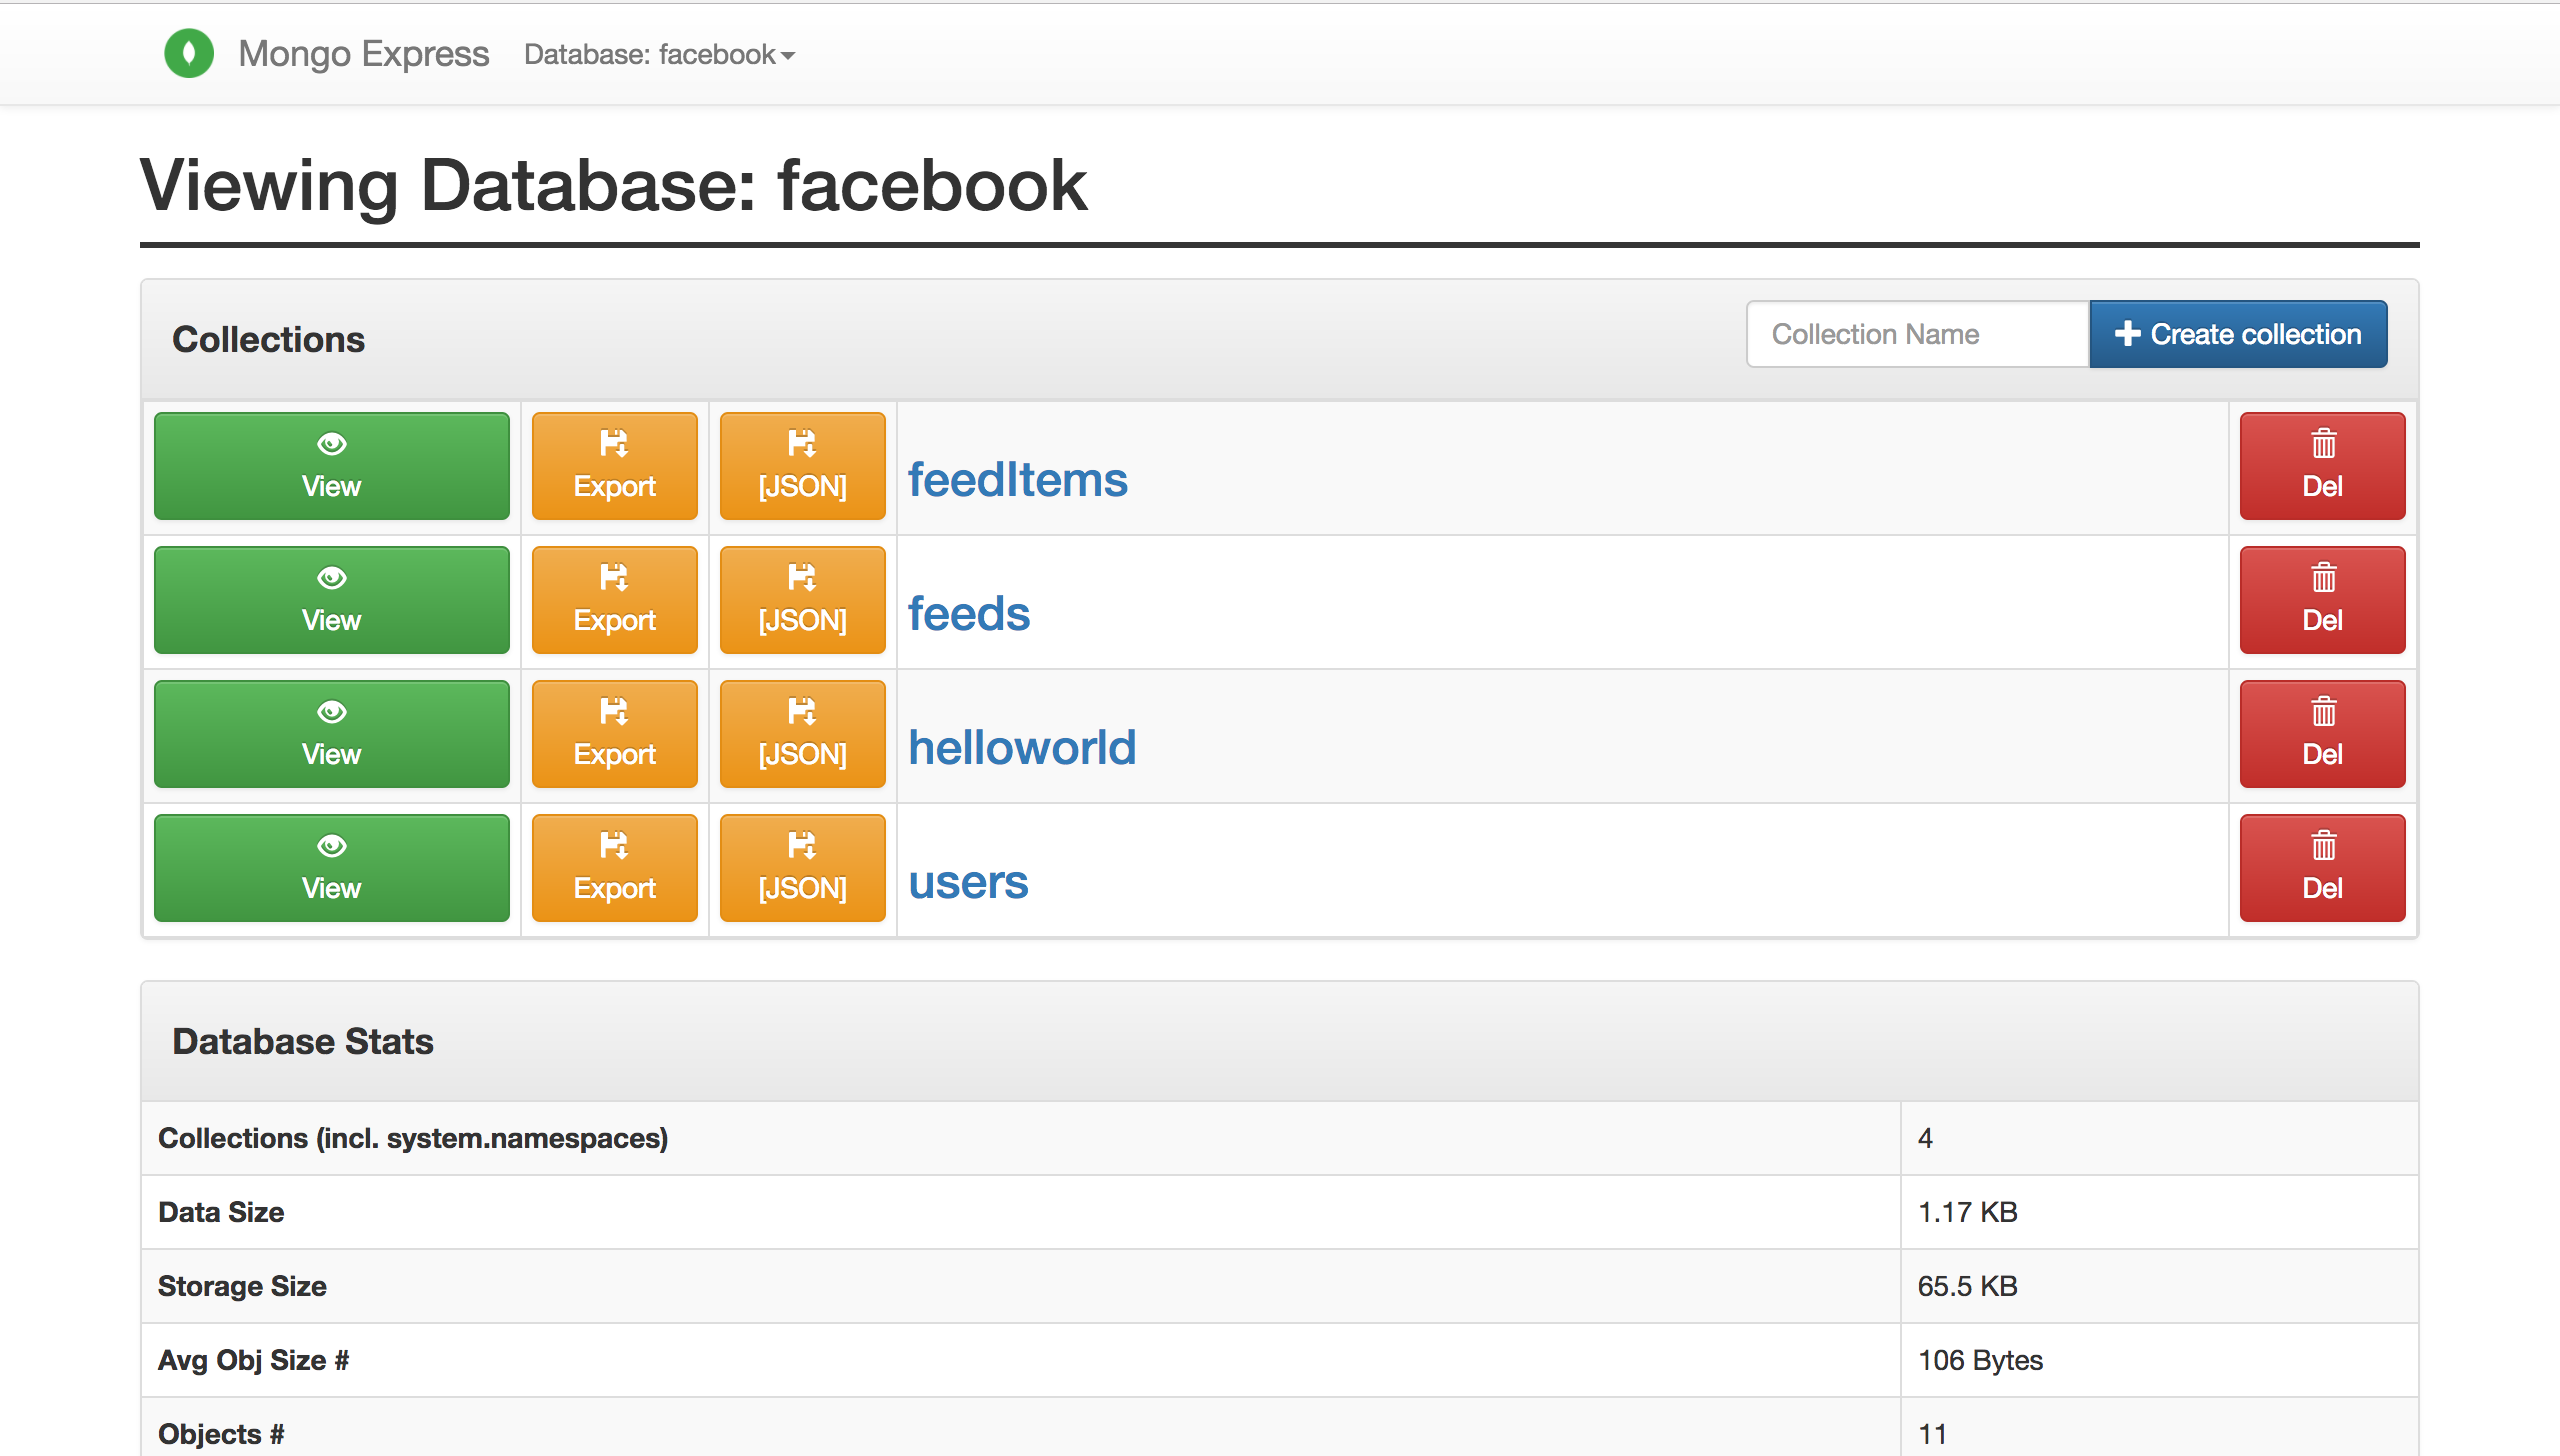 Mongo Express Database: facebook
Viewing Database: facebook
Collections Collection Name Create collection
View Export [JSON] feedItems Del
View Export [JSON] feeds Del
View Export [JSON] helloworld Del
View Export [JSON] users Del
Database Stats
Collections (incl. system.namespaces) 4
Data Size 1.17 KB
Storage Size 65.5 KB
Avg Obj Size # 106 Bytes
Objects # 11